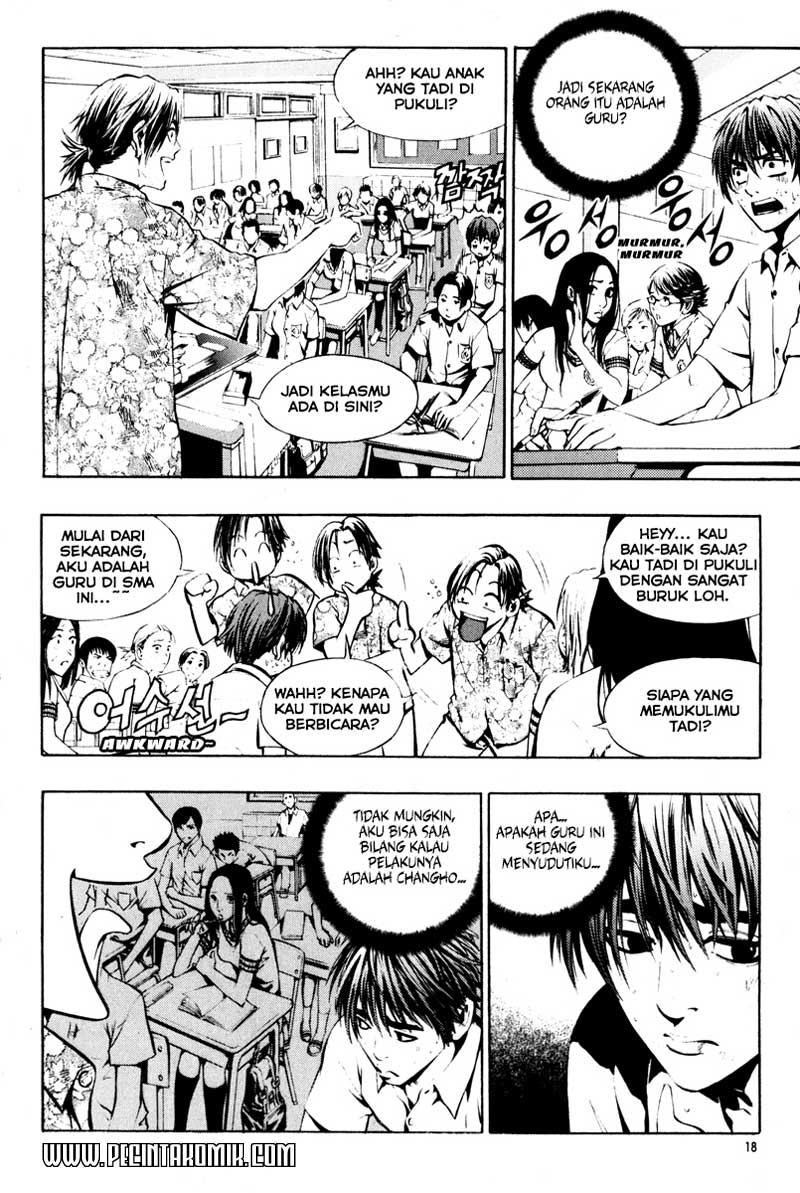 AHH? KAU ANAK
YANG TADI DI
PUKULI?
깜짝
JADI KELASMU
ADA DI SINI?
JADI SEKARANG
ORANG ITU ADALAH
GURU?
웅성
웅성
MURMUR,
MURMUR
MULAI DARI
SEKARANG,
AKU ADALAH
GURU DI SMA
INI...~~
WAHH? KENAPA
KAU TIDAK MAU
BERBICARA?
HEYY... KAU
BAIK-BAIK SAJA?
KAU TADI DI PUKULI
DENGAN SANGAT
BURUK LOH.
SIAPA YANG
MEMUKULIMU
TADI?
어수선~
AWKWARD~
TIDAK MUNGKIN,
AKU BISA SAJA
BILANG KALAU
PELAKUNYA
ADALAH CHANGHO...
APA...
APAKAH GURU INI
SEDANG
MENYUDUTIKU...
18
WWW.PECINTAKOMIK.COM